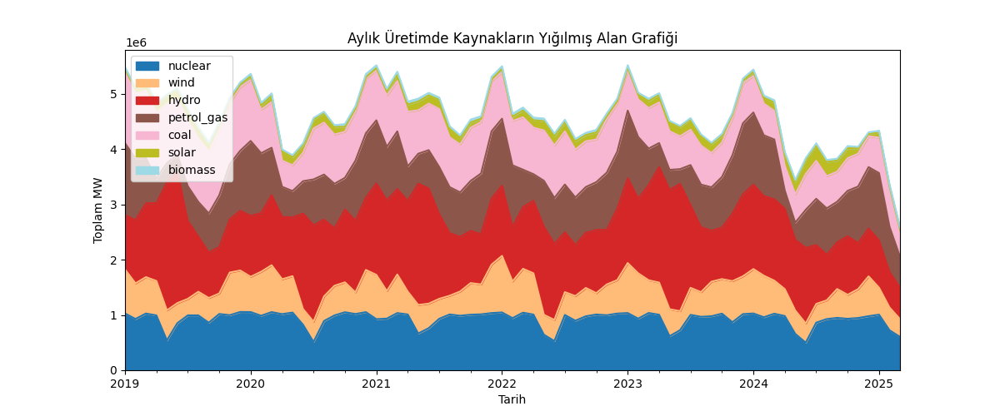 Aylık Üretimde Kaynakların Yığılmış Alan Grafiği
1e6
nuclear
wind
hydro
petrol_gas
coal
solar
biomass
Toplam MW
5
4
3
2
1
0
2019
2020
2021
2022
2023
2024
2025
Tarih